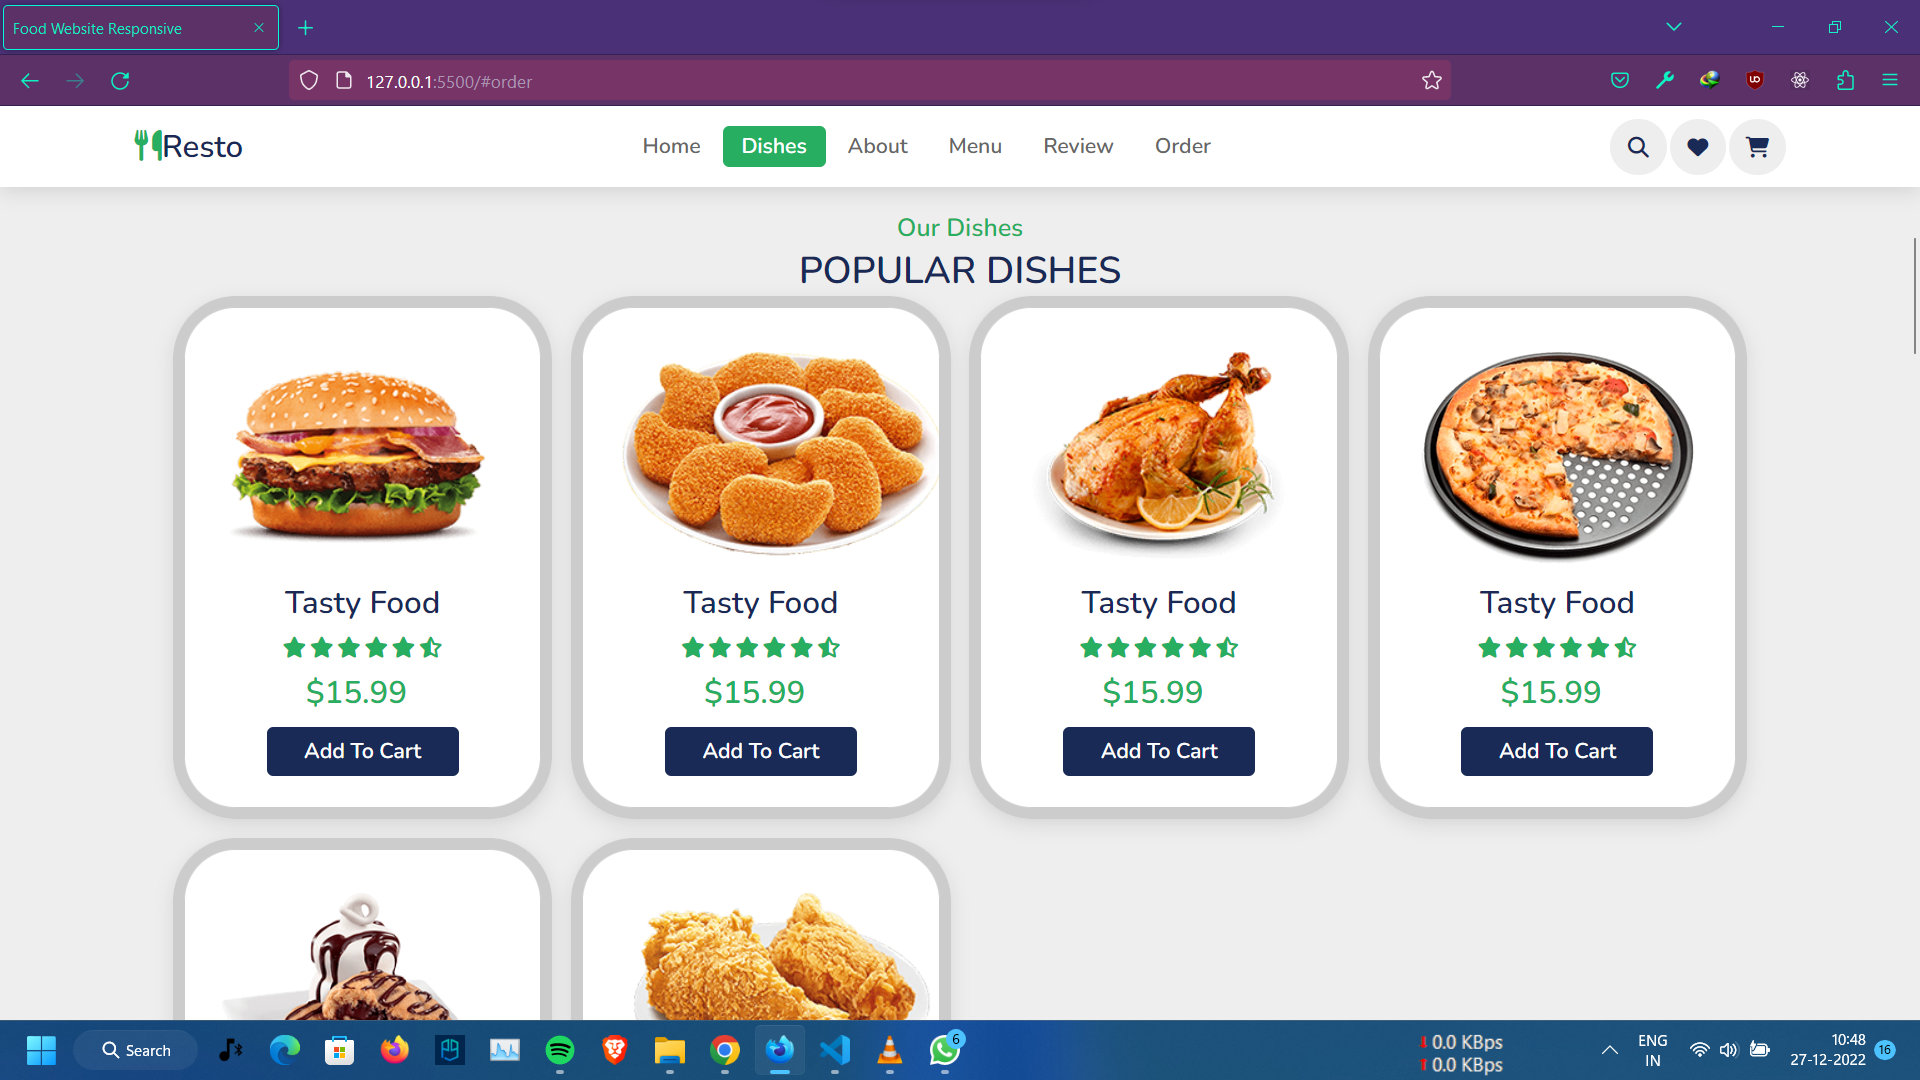 Food Website Responsive
127.0.0.1:5500/#order
Resto
Home
Dishes
About
Menu
Review
Order
Our Dishes
POPULAR DISHES
Tasty Food
$15.99
Add To Cart
Tasty Food
$15.99
Add To Cart
Tasty Food
$15.99
Add To Cart
Tasty Food
$15.99
Add To Cart
Search
6
0.0 KBps
0.0 KBps
ENG
IN
10:48
27-12-2022
16